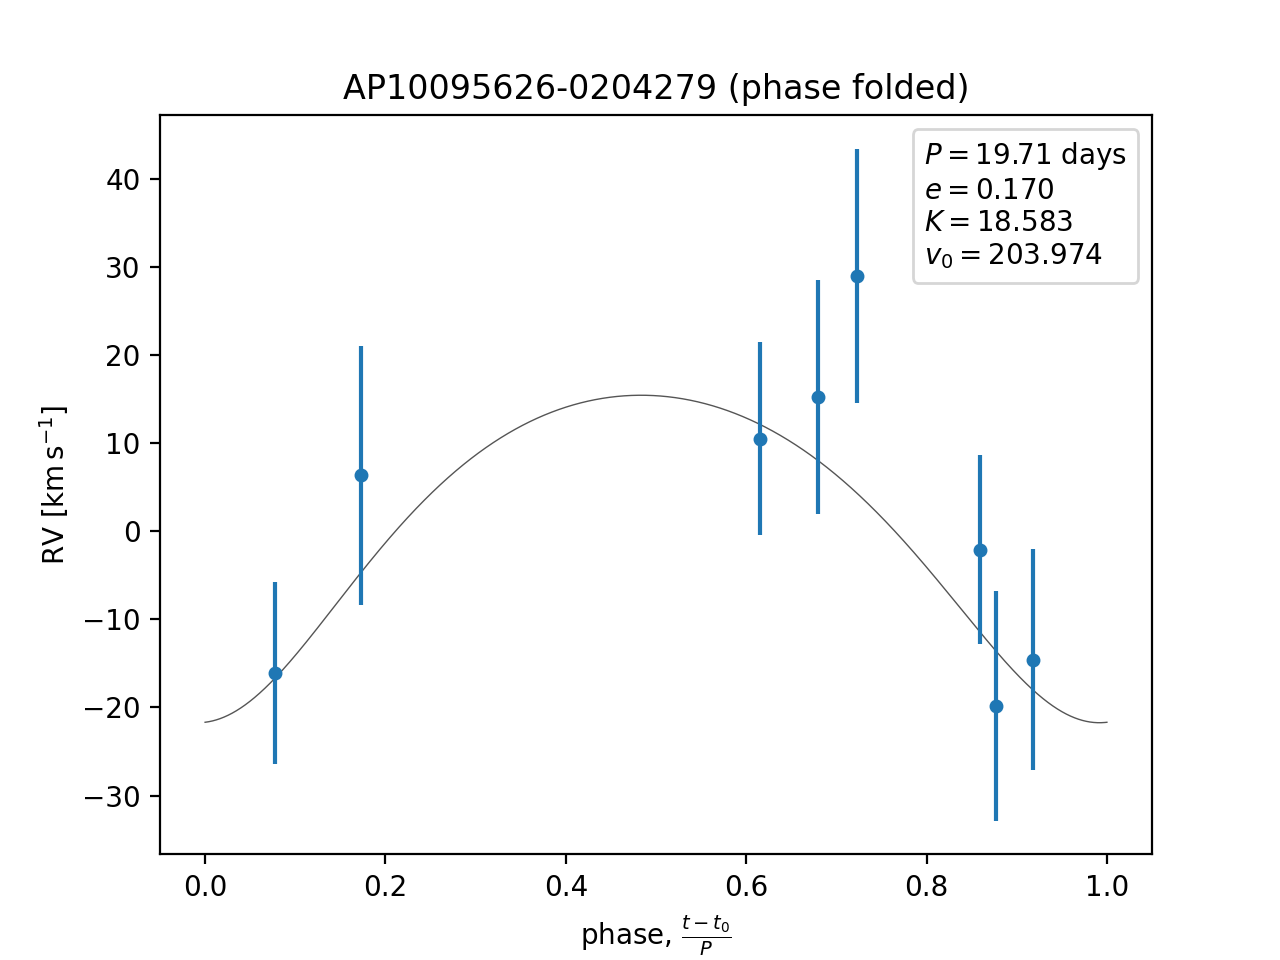 AP10095626-0204279 (phase folded)
P = 19.71 days
e = 0.170
K = 18.583
v₀ = 203.974
RV [km s⁻¹]
40
30
20
10
0
−10
−20
−30
0.0 0.2 0.4 0.6 0.8 1.0
phase, (t − t₀)/P